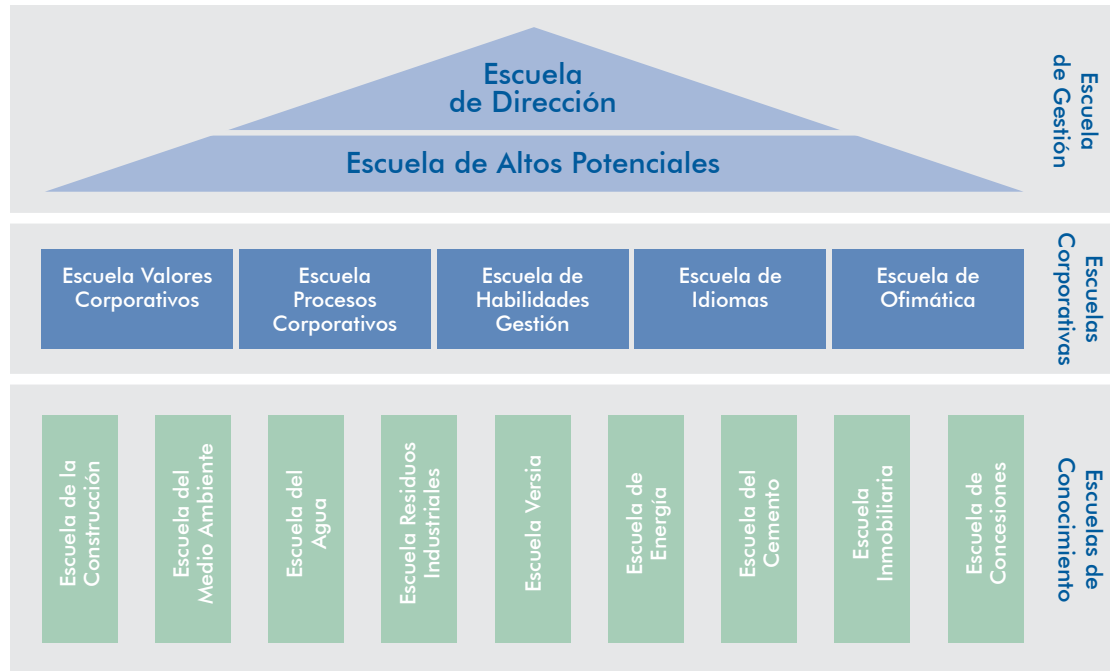 Escuela
de Dirección
Escuela de Altos Potenciales
Escuela
de Gestión
Escuela Valores
Corporativos
Escuela
Procesos
Corporativos
Escuela de
Habilidades
Gestión
Escuela de
Idiomas
Escuela de
Ofimática
Escuelas
Corporativas
Escuela de la
Construcción
Escuela del
Medio Ambiente
Escuela del
Agua
Escuela Residuos
Industriales
Escuela Versia
Escuela de
Energía
Escuela del
Cemento
Escuela
Inmobiliaria
Escuela de
Concesiones
Escuelas de
Conocimiento